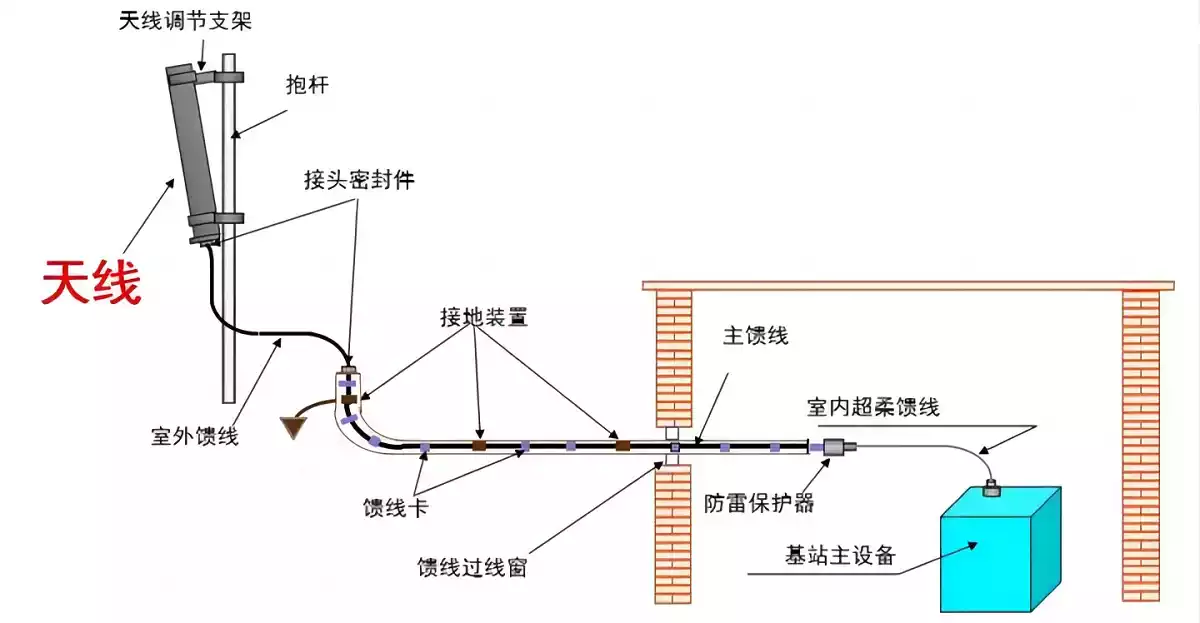 天线调节支架
抱杆
接头密封件
天线
接地装置
主馈线
室内超柔馈线
室外馈线
馈线卡
防雷保护器
基站主设备
馈线过线窗